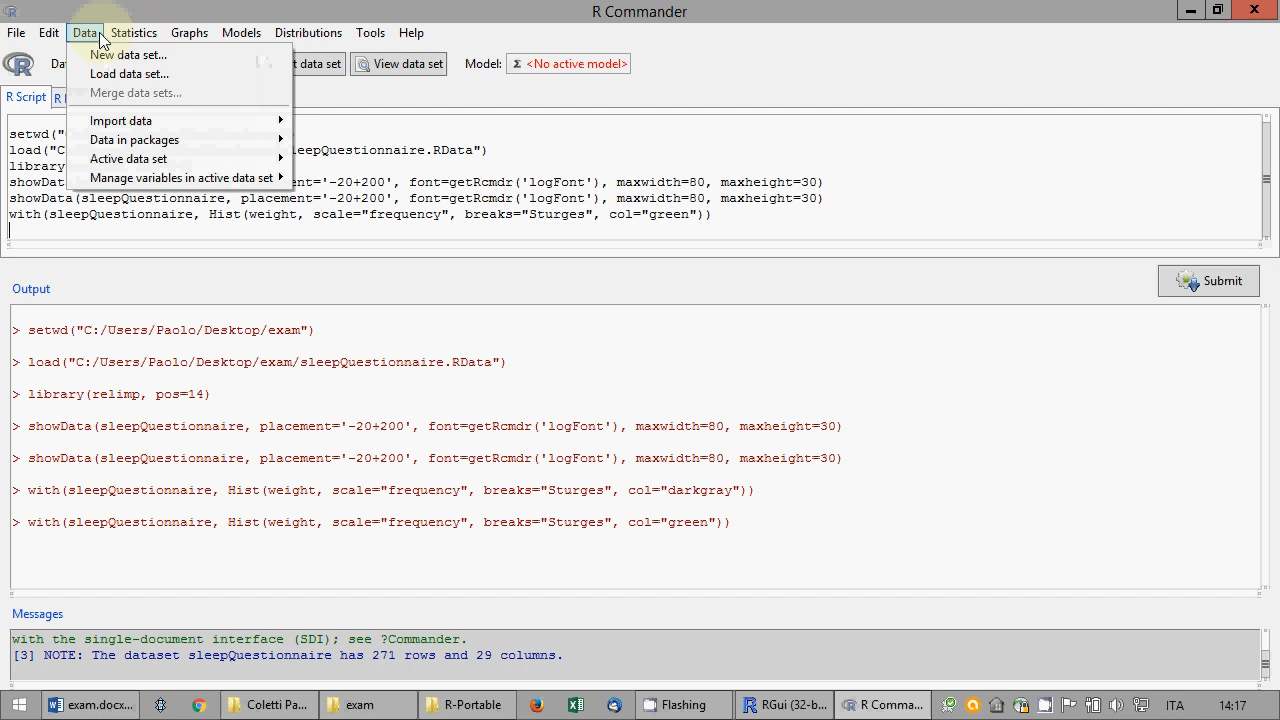 R Commander
File Edit Data Statistics Graphs Models Distributions Tools Help
New data set...
Load data set...
Merge data sets...
Import data
Data in packages
Active data set
Manage variables in active data set
data set View data set Model: Σ <No active model>
R Script R
setwd("
load("C sleepQuestionnaire.RData")
library
showData placement='-20+200', font=getRcmdr('logFont'), maxwidth=80, maxheight=30)
showData(sleepQuestionnaire, placement='-20+200', font=getRcmdr('logFont'), maxwidth=80, maxheight=30)
with(sleepQuestionnaire, Hist(weight, scale="frequency", breaks="Sturges", col="green"))
Submit
Output
> setwd("C:/Users/Paolo/Desktop/exam")
> load("C:/Users/Paolo/Desktop/exam/sleepQuestionnaire.RData")
> library(relimp, pos=14)
> showData(sleepQuestionnaire, placement='-20+200', font=getRcmdr('logFont'), maxwidth=80, maxheight=30)
> showData(sleepQuestionnaire, placement='-20+200', font=getRcmdr('logFont'), maxwidth=80, maxheight=30)
> with(sleepQuestionnaire, Hist(weight, scale="frequency", breaks="Sturges", col="darkgray"))
> with(sleepQuestionnaire, Hist(weight, scale="frequency", breaks="Sturges", col="green"))
Messages
with the single-document interface (SDI); see ?Commander.
[3] NOTE: The dataset sleepQuestionnaire has 271 rows and 29 columns.
exam.docx... Coletti Pa... exam R-Portable Flashing RGui (32-b... R Comma... ITA 14:17